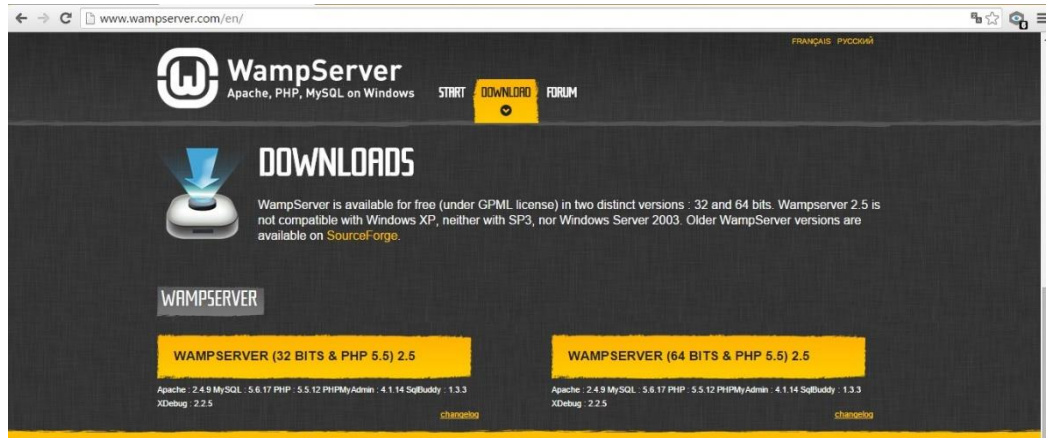 www.wampserver.com/en/
FRANÇAIS РУССКИЙ
WampServer
Apache, PHP, MySQL on Windows
START DOWNLOAD FORUM
DOWNLOADS
WampServer is available for free (under GPML license) in two distinct versions : 32 and 64 bits. Wampserver 2.5 is
not compatible with Windows XP, neither with SP3, nor Windows Server 2003. Older WampServer versions are
available on SourceForge.
WAMPSERVER
WAMPSERVER (32 BITS & PHP 5.5) 2.5
Apache : 2.4.9 MySQL : 5.6.17 PHP : 5.5.12 PHPMyAdmin : 4.1.14 SqlBuddy : 1.3.3
XDebug : 2.2.5
changelog
WAMPSERVER (64 BITS & PHP 5.5) 2.5
Apache : 2.4.9 MySQL : 5.6.17 PHP : 5.5.12 PHPMyAdmin : 4.1.14 SqlBuddy : 1.3.3
XDebug : 2.2.5
changelog